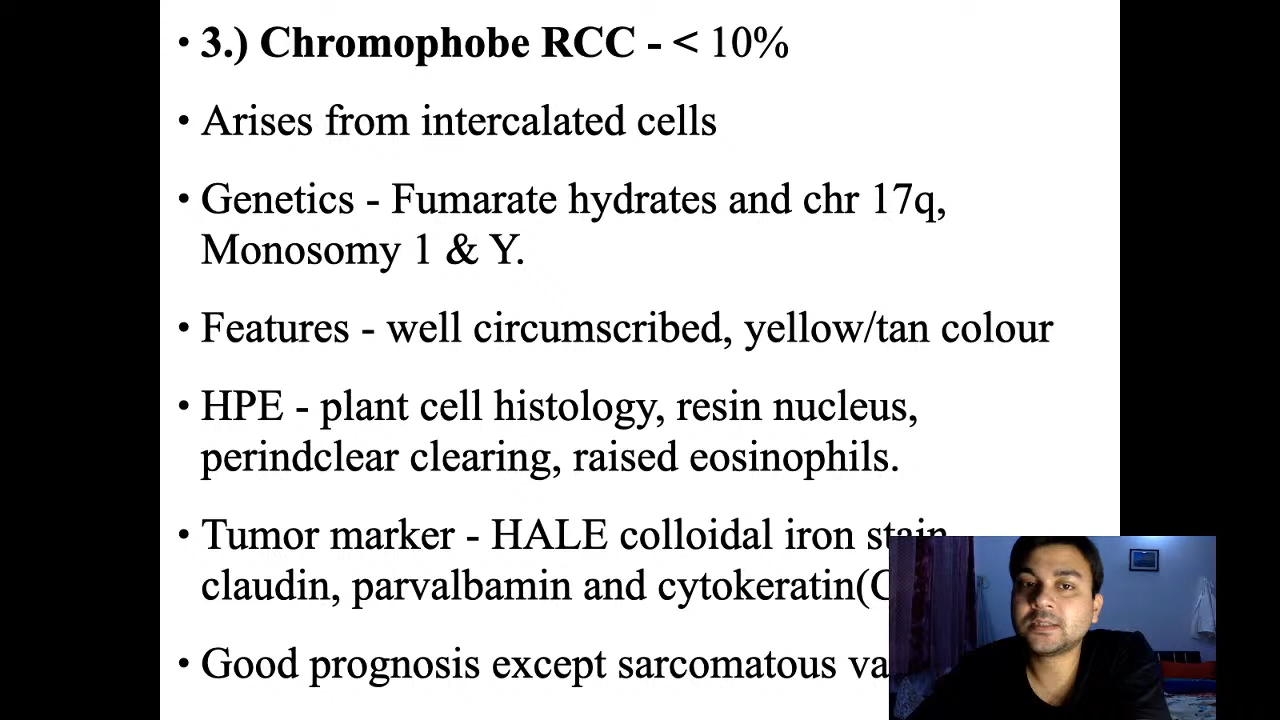 • 3.) Chromophobe RCC - < 10%
• Arises from intercalated cells
• Genetics - Fumarate hydrates and chr 17q,
Monosomy 1 & Y.
• Features - well circumscribed, yellow/tan colour
• HPE - plant cell histology, resin nucleus,
perindclear clearing, raised eosinophils.
• Tumor marker - HALE colloidal iron stain
claudin, parvalbamin and cytokeratin(
• Good prognosis except sarcomatous